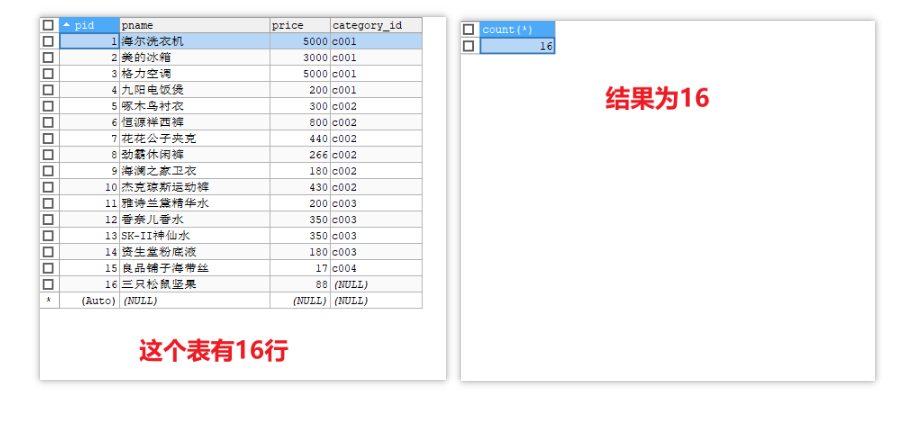 pid pname price category_id
1 海尔洗衣机 5000 c001
2 美的冰箱 3000 c001
3 格力空调 5000 c001
4 九阳电饭煲 200 c001
5 啄木鸟衬衣 300 c002
6 恒源祥西裤 800 c002
7 花花公子夹克 440 c002
8 劲霸休闲裤 266 c002
9 海澜之家卫衣 180 c002
10 杰克琼斯运动裤 430 c002
11 雅诗兰黛精华水 200 c003
12 香奈儿香水 350 c003
13 SK-II神仙水 350 c003
14 资生堂粉底液 180 c003
15 良品铺子海带丝 17 c004
16 三只松鼠坚果 88 (NULL)
* (Auto) (NULL) (NULL) (NULL)
这个表有16行
count(*)
16
结果为16